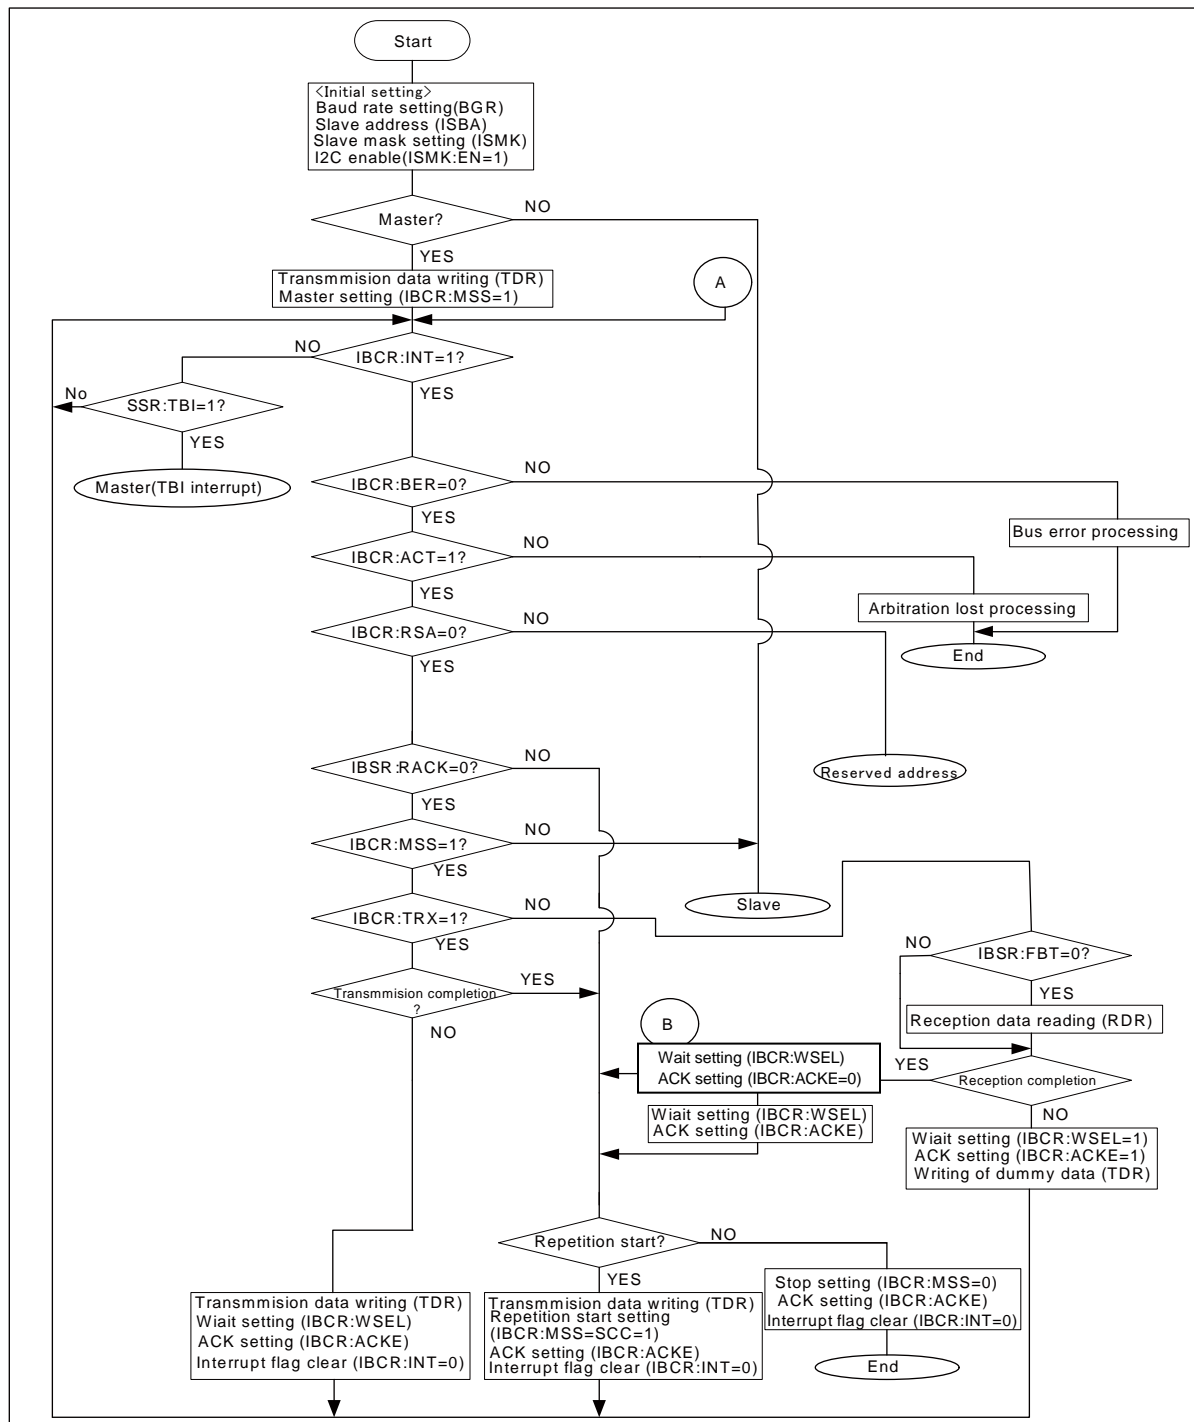 Start
<Initial setting>
Baud rate setting(BGR)
Slave address (ISBA)
Slave mask setting (ISMK)
I2C enable(ISMK:EN=1)
Master?
NO
YES
Transmmision data writing (TDR)
Master setting (IBCR:MSS=1)
A
IBCR:INT=1?
NO
YES
No
SSR:TBI=1?
YES
Master(TBI interrupt)
IBCR:BER=0?
NO
YES
Bus error processing
IBCR:ACT=1?
NO
YES
Arbitration lost processing
IBCR:RSA=0?
NO
YES
End
IBSR:RACK=0?
NO
YES
Reserved address
IBCR:MSS=1?
NO
YES
Slave
IBCR:TRX=1?
NO
YES
NO
IBSR:FBT=0?
YES
Transmmision completion
?
YES
NO
Reception data reading (RDR)
B
Wait setting (IBCR:WSEL)
ACK setting (IBCR:ACKE=0)
YES
Reception completion
NO
Wiait setting (IBCR:WSEL)
ACK setting (IBCR:ACKE)
Wiait setting (IBCR:WSEL=1)
ACK setting (IBCR:ACKE=1)
Writing of dummy data (TDR)
Repetition start?
NO
YES
Transmmision data writing (TDR)
Wiait setting (IBCR:WSEL)
ACK setting (IBCR:ACKE)
Interrupt flag clear (IBCR:INT=0)
Transmmision data writing (TDR)
Repetition start setting
(IBCR:MSS=SCC=1)
ACK setting (IBCR:ACKE)
Interrupt flag clear (IBCR:INT=0)
Stop setting (IBCR:MSS=0)
ACK setting (IBCR:ACKE)
Interrupt flag clear (IBCR:INT=0)
End